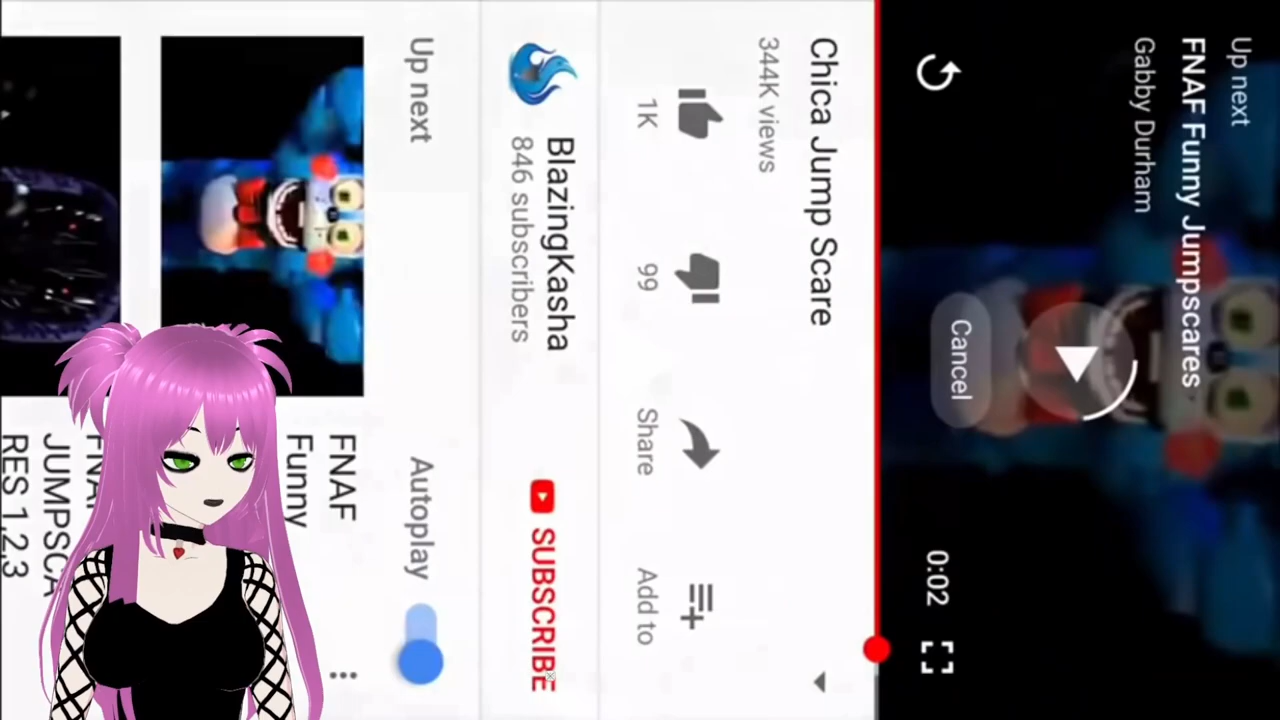 Up next
FNAF Funny Jumpscares
Gabby Durham
Cancel
0:02
Chica Jump Scare
344K views
1K
99
Share
Add to
BlazingKasha
846 subscribers
SUBSCRIBE
Up next
Autoplay
FNAF
Funny
JUMPSCA
RES 1,2,3